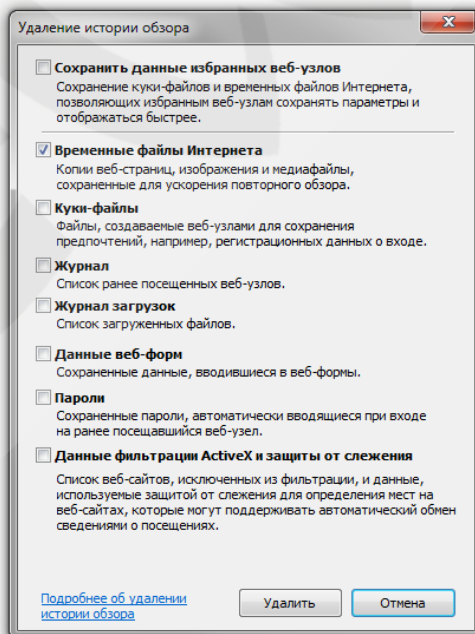 Удаление истории обзора
Сохранить данные избранных веб-узлов
Сохранение куки-файлов и временных файлов Интернета,
позволяющих избранным веб-узлам сохранять параметры и
отображаться быстрее.
Временные файлы Интернета
Копии веб-страниц, изображения и медиафайлы,
сохраненные для ускорения повторного обзора.
Куки-файлы
Файлы, создаваемые веб-узлами для сохранения
предпочтений, например, регистрационных данных о входе.
Журнал
Список ранее посещенных веб-узлов.
Журнал загрузок
Список загруженных файлов.
Данные веб-форм
Сохраненные данные, вводившиеся в веб-формы.
Пароли
Сохраненные пароли, автоматически вводящиеся при входе
на ранее посещавшийся веб-узел.
Данные фильтрации ActiveX и защиты от слежения
Список веб-сайтов, исключенных из фильтрации, и данные,
используемые защитой от слежения для определения мест на
веб-сайтах, которые могут поддерживать автоматический обмен
сведениями о посещениях.
Подробнее об удалении
истории обзора
Удалить
Отмена